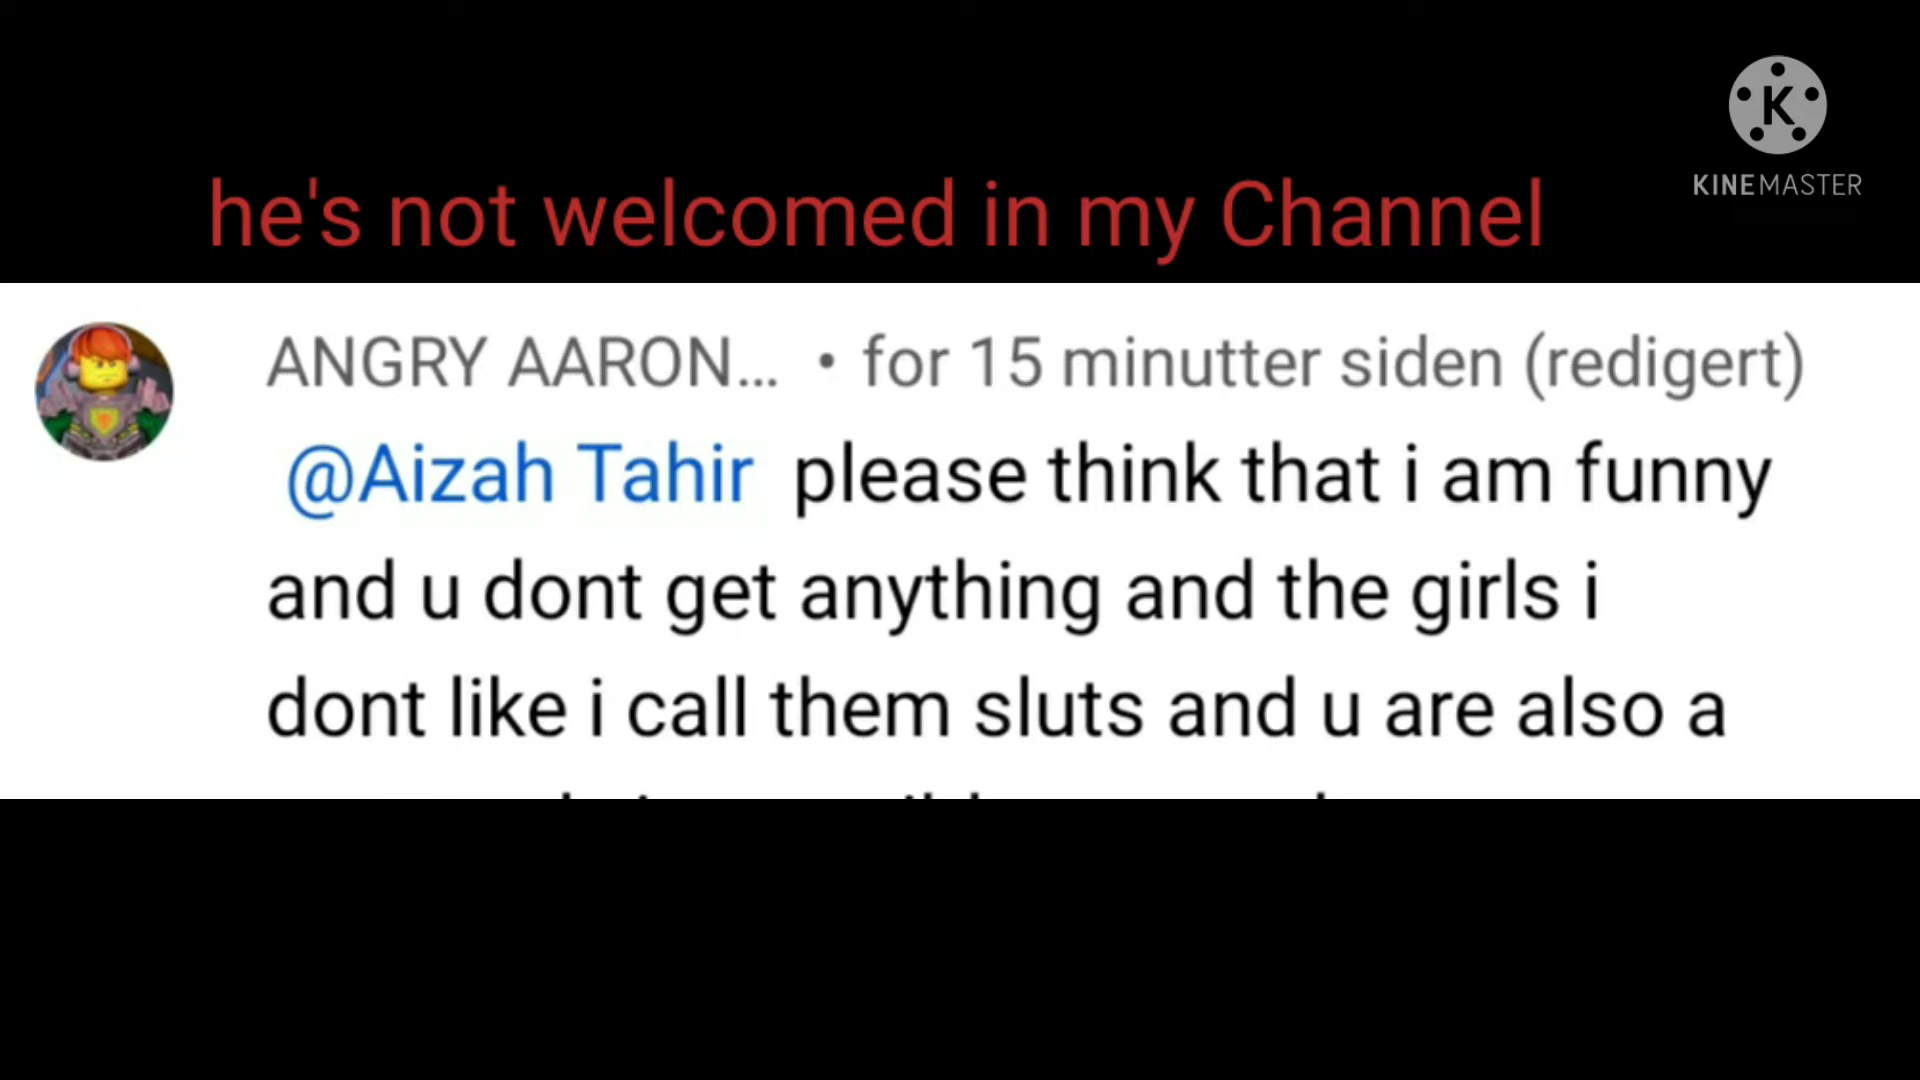 K
KINEMASTER
he's not welcomed in my Channel
ANGRY AARON... • for 15 minutter siden (redigert)
@Aizah Tahir please think that i am funny
and u dont get anything and the girls i
dont like i call them sluts and u are also a